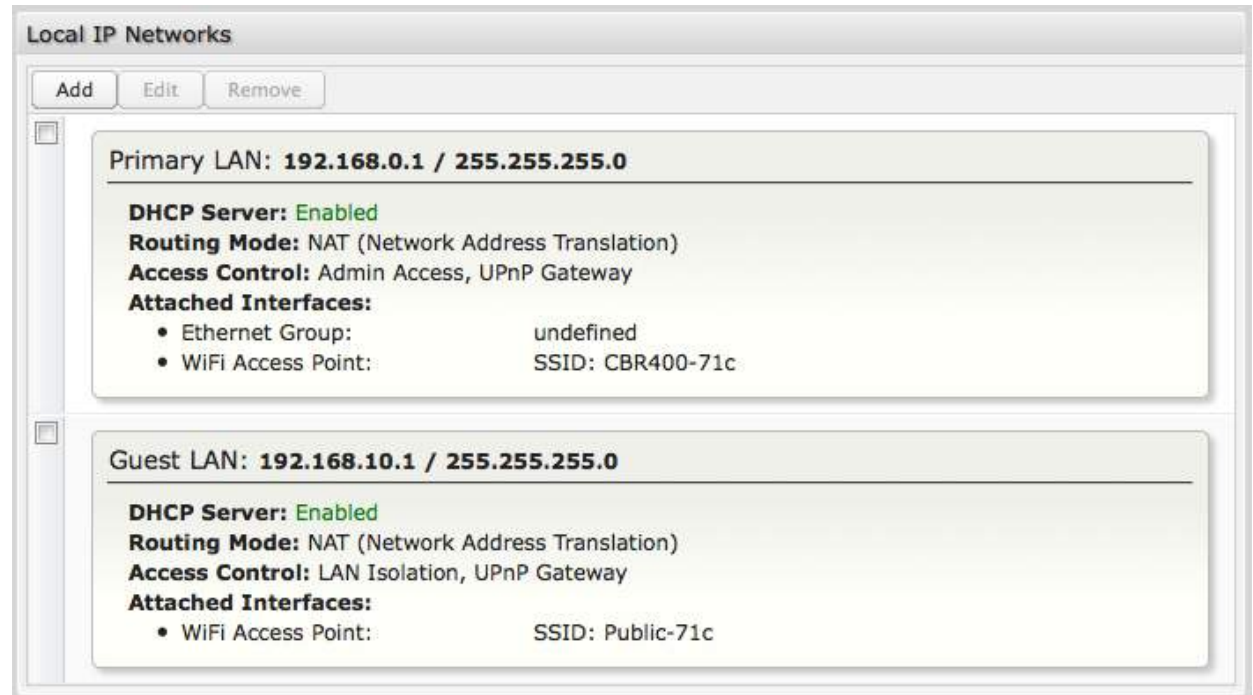 Local IP Networks
Add Edit Remove
Primary LAN: 192.168.0.1 / 255.255.255.0
DHCP Server: Enabled
Routing Mode: NAT (Network Address Translation)
Access Control: Admin Access, UPnP Gateway
Attached Interfaces:
• Ethernet Group: undefined
• WiFi Access Point: SSID: CBR400-71c
Guest LAN: 192.168.10.1 / 255.255.255.0
DHCP Server: Enabled
Routing Mode: NAT (Network Address Translation)
Access Control: LAN Isolation, UPnP Gateway
Attached Interfaces:
• WiFi Access Point: SSID: Public-71c